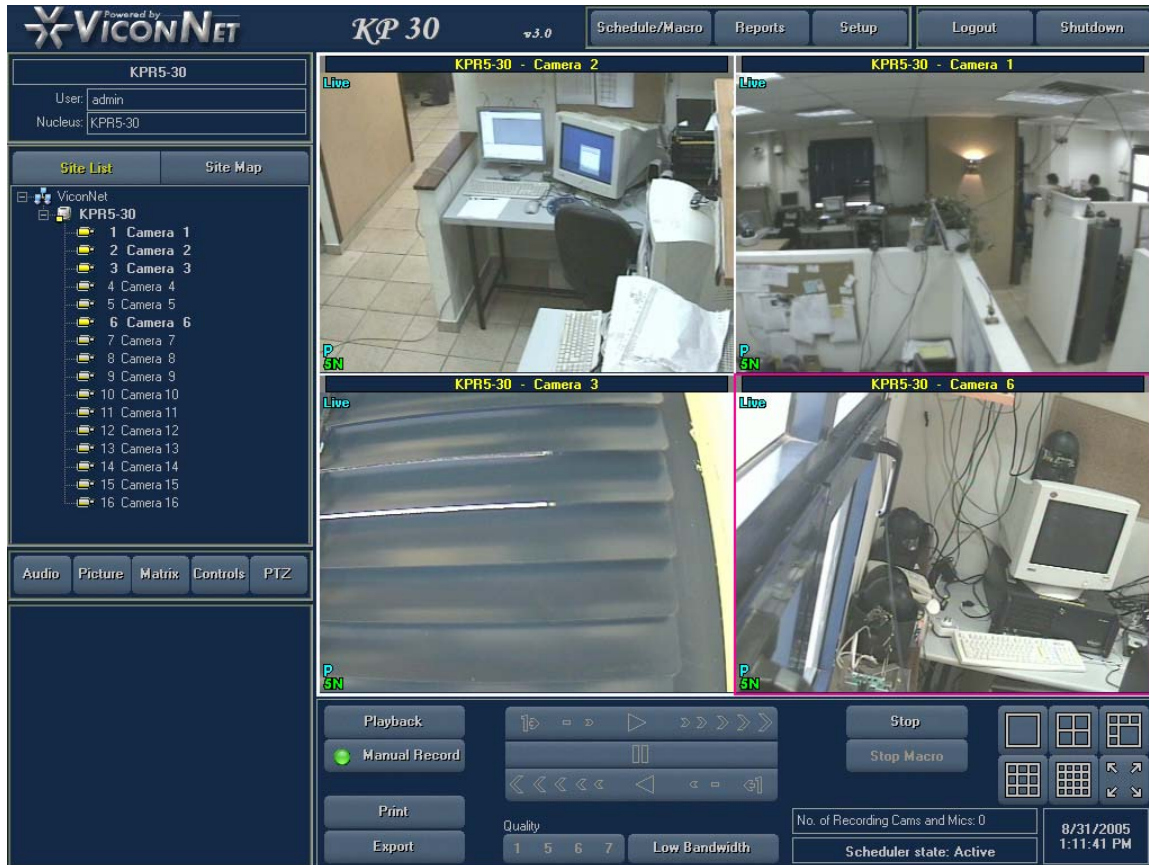 Powered by
VICONNET
KP 30 v3.0
Schedule/Macro Reports Setup Logout Shutdown
KPR5-30
User: admin
Nucleus: KPR5-30
Site List Site Map
ViconNet
KPR5-30
1 Camera 1
2 Camera 2
3 Camera 3
4 Camera 4
5 Camera 5
6 Camera 6
7 Camera 7
8 Camera 8
9 Camera 9
10 Camera 10
11 Camera 11
12 Camera 12
13 Camera 13
14 Camera 14
15 Camera 15
16 Camera 16
Audio Picture Matrix Controls PTZ
KPR5-30 - Camera 2
Live
P
5N
KPR5-30 - Camera 1
Live
P
5N
KPR5-30 - Camera 3
Live
P
5N
KPR5-30 - Camera 6
Live
P
5N
Playback
Manual Record
Print
Export
Quality
1 5 6 7 Low Bandwidth
Stop
Stop Macro
No. of Recording Cams and Mics: 0
Scheduler state: Active
8/31/2005
1:11:41 PM